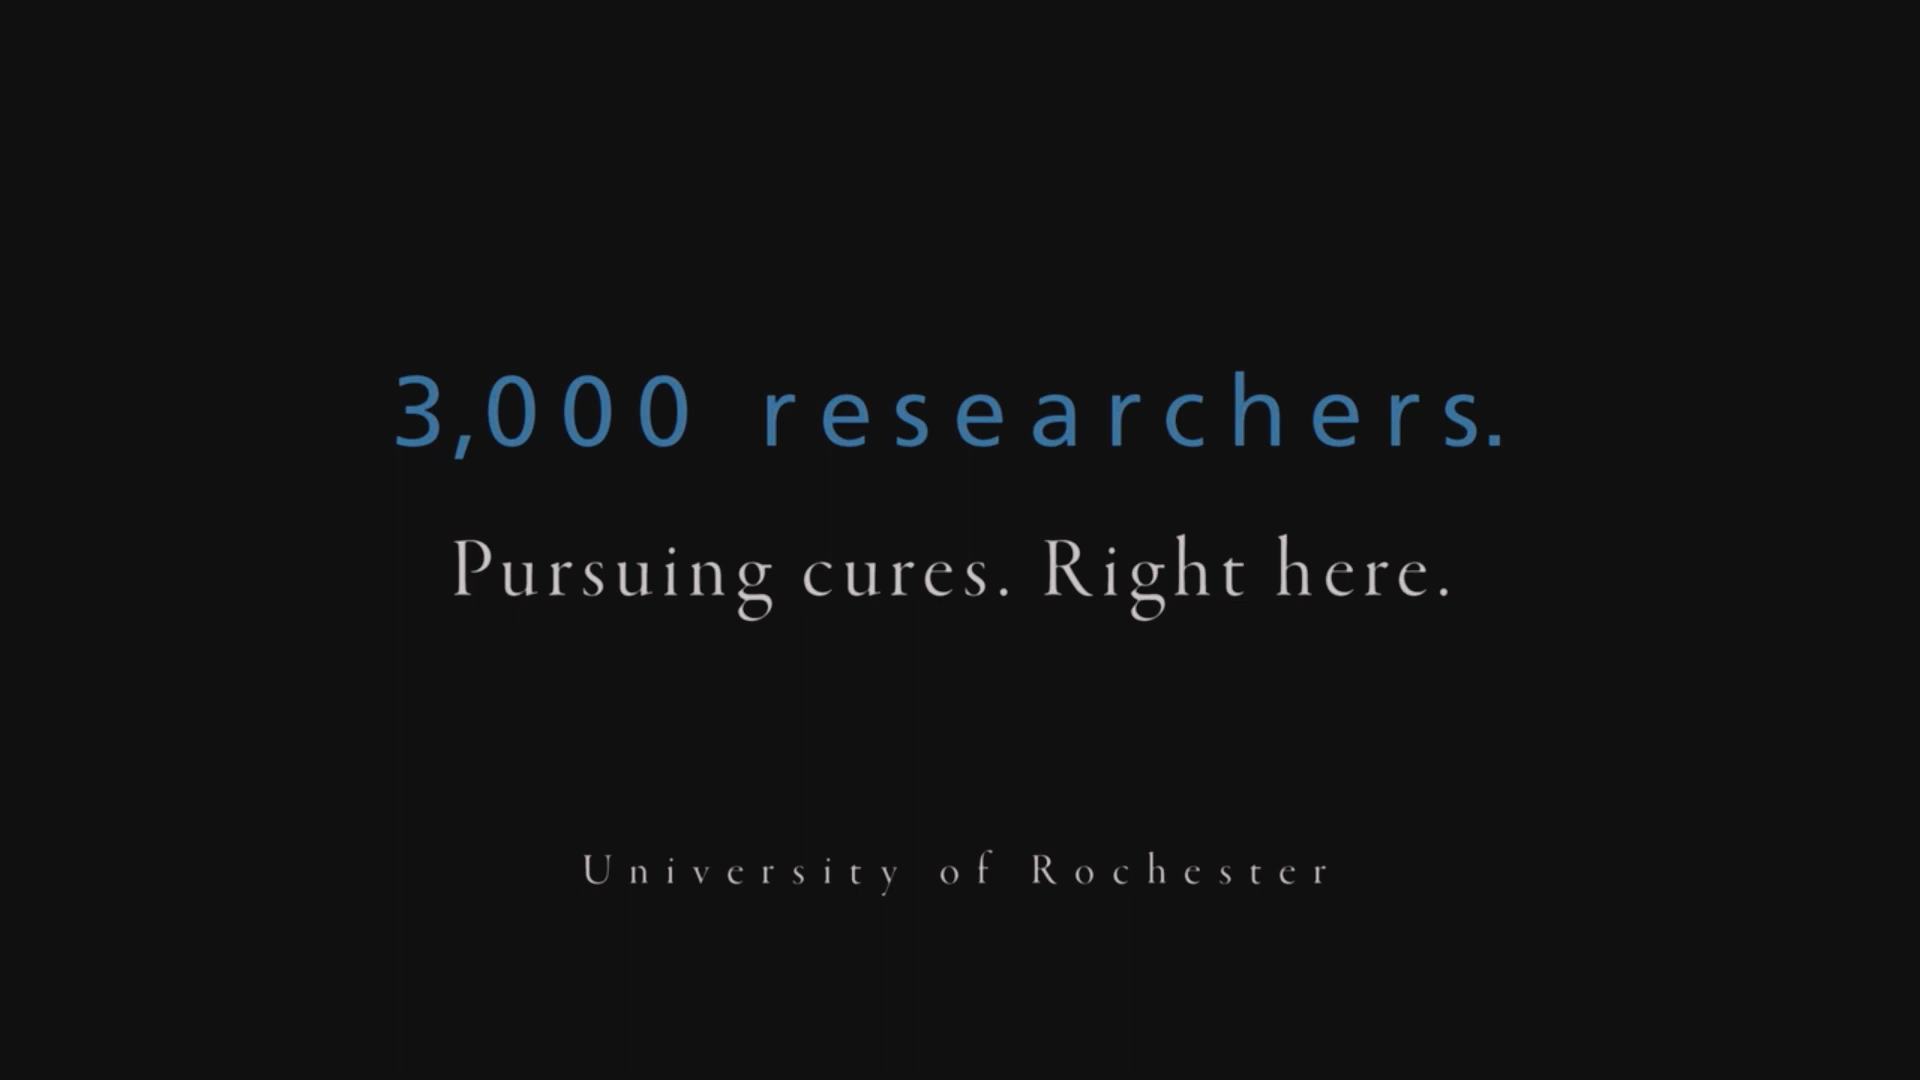 3,000 researchers.
Pursuing cures. Right here.
University of Rochester